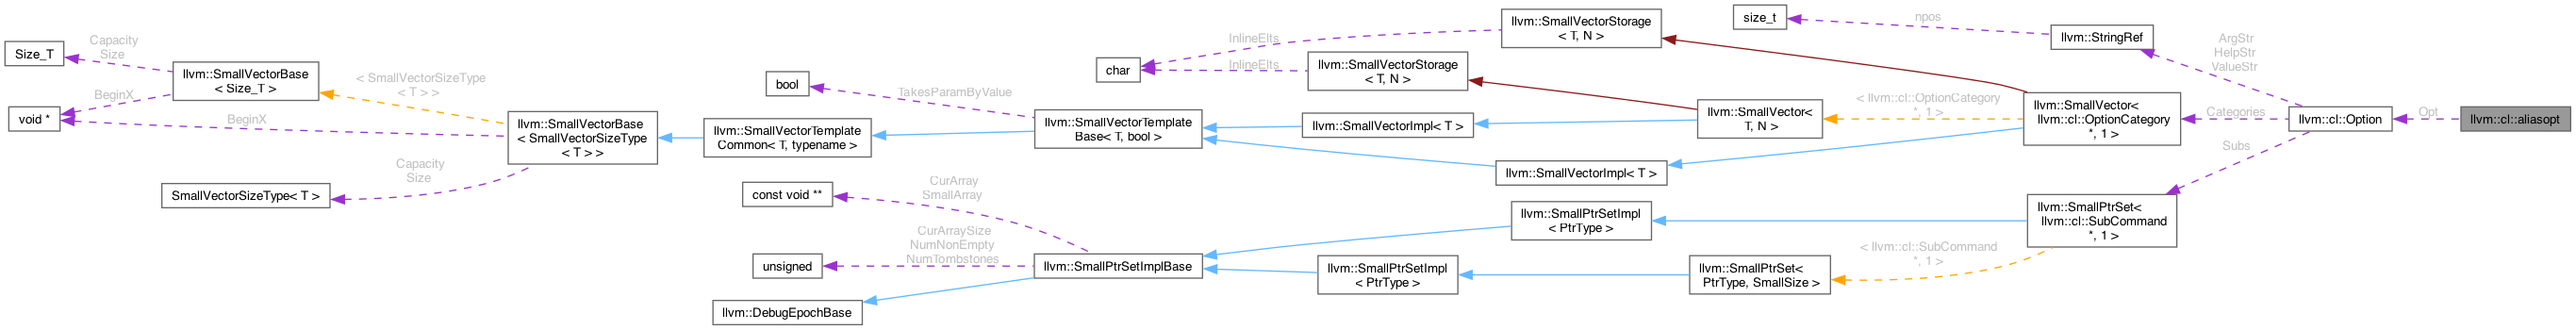 Size_T
void *
Capacity
Size
BeginX
llvm::SmallVectorBase
< Size_T >
SmallVectorSizeType< T >
< SmallVectorSizeType
< T > >
BeginX
Capacity
Size
llvm::SmallVectorBase
< SmallVectorSizeType
< T > >
llvm::SmallVectorTemplate
Common< T, typename >
bool
const void **
unsigned
llvm::DebugEpochBase
TakesParamByValue
CurArray
SmallArray
CurArraySize
NumNonEmpty
NumTombstones
llvm::SmallVectorTemplate
Base< T, bool >
llvm::SmallPtrSetImplBase
char
InlineElts
InlineElts
llvm::SmallVectorStorage
< T, N >
llvm::SmallVectorStorage
< T, N >
llvm::SmallVectorImpl< T >
llvm::SmallVectorImpl< T >
llvm::SmallPtrSetImpl
< PtrType >
llvm::SmallPtrSetImpl
< PtrType >
size_t
llvm::SmallVector<
T, N >
llvm::SmallPtrSet<
PtrType, SmallSize >
npos
< llvm::cl::OptionCategory
*, 1 >
< llvm::cl::SubCommand
*, 1 >
llvm::StringRef
llvm::SmallVector<
llvm::cl::OptionCategory
*, 1 >
llvm::SmallPtrSet<
llvm::cl::SubCommand
*, 1 >
ArgStr
HelpStr
ValueStr
Categories
Subs
llvm::cl::Option
Opt
llvm::cl::aliasopt